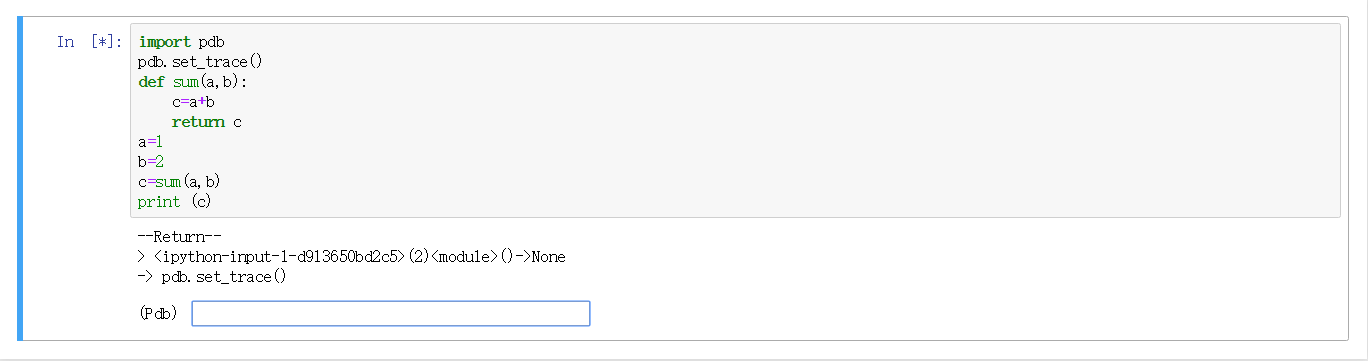 In [*]:
import pdb
pdb.set_trace()
def sum(a,b):
    c=a+b
    return c
a=1
b=2
c=sum(a,b)
print (c)
--Return--
> <ipython-input-1-d913650bd2c5>(2)<module>()->None
-> pdb.set_trace()
(Pdb)